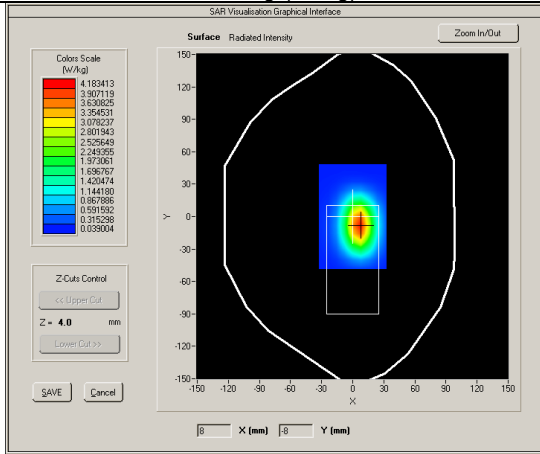 SAR Visualisation Graphical Interface
Surface Radiated Intensity
Zoom In/Out
Colors Scale
(W/kg)
4.183413
3.907119
3.630825
3.354531
3.078237
2.801943
2.525649
2.249355
1.973061
1.696767
1.420474
1.144180
0.867886
0.591592
0.315298
0.039004
Z-Cuts Control
<< Upper Cut
Z = 4.0 mm
Lower Cut >>
SAVE Cancel
150-
120-
90-
60-
30-
0-
-30-
-60-
-90-
-120-
-150-
Y
-150 -120 -90 -60 -30 0 30 60 90 120 150
X
8 X (mm) -8 Y (mm)